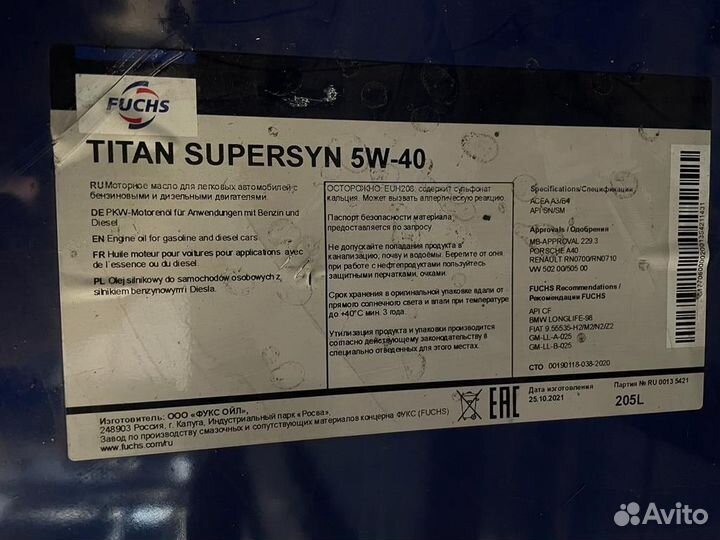 FUCHS
TITAN SUPERSYN 5W-40
RU Моторное масло для легковых автомобилей с
бензиновыми и дизельными двигателями.
DE PKW-Motorenöl für Anwendungen mit Benzin und
Diesel
EN Engine oil for gasoline and diesel cars
FR Huile moteur pour voitures pour applications avec
de l'essence ou du diesel.
PL Olej silnikowy do samochodów osobowych z
silnikiem benzynowym i Diesla.
ОСТОРОЖНО: EUH208, содержит сульфонат
кальция. Может вызвать аллергическую реакцию
Паспорт безопасности материала
предоставляется по запросу
Не допускайте попадания продукта в
канализацию, почву и водоёмы. Берегите от огня
при работе с нефтепродуктами пользуйтесь
защитными перчатками, очками.
Срок хранения в оригинальной упаковке вдали от
прямого солнечного света и влаги при температуре
до +40°С мин. 3 года.
Утилизация продукта и упаковки производится
согласно действующему законодательству в
специально отведенных для этого местах.
Specifications/Спецификации
ACEA A3/B4
API SN/SM
Approvals / Одобрения
MB-APPROVAL 229.3
PORSCHE A40
RENAULT RN0700/RN0710
VW 502 00/505 00
FUCHS Recommendations /
Рекомендации FUCHS
API CF
BMW LONGLIFE-98
FIAT 9.55535-H2/M2/N2/Z2
GM-LL-A-025
GM-LL-B-025
СТО 00190118-038-2020
Изготовитель: ООО «ФУКС ОЙЛ»,
248903 Россия, г. Калуга, Индустриальный парк «Росва»,
Завод по производству смазочных и сопутствующих материалов концерна ФУКС (FUCHS)
www.fuchs.com/ru
EAC
Дата изготовления
25.10.2021
Партия № RU 0013 5421
205L
Avito